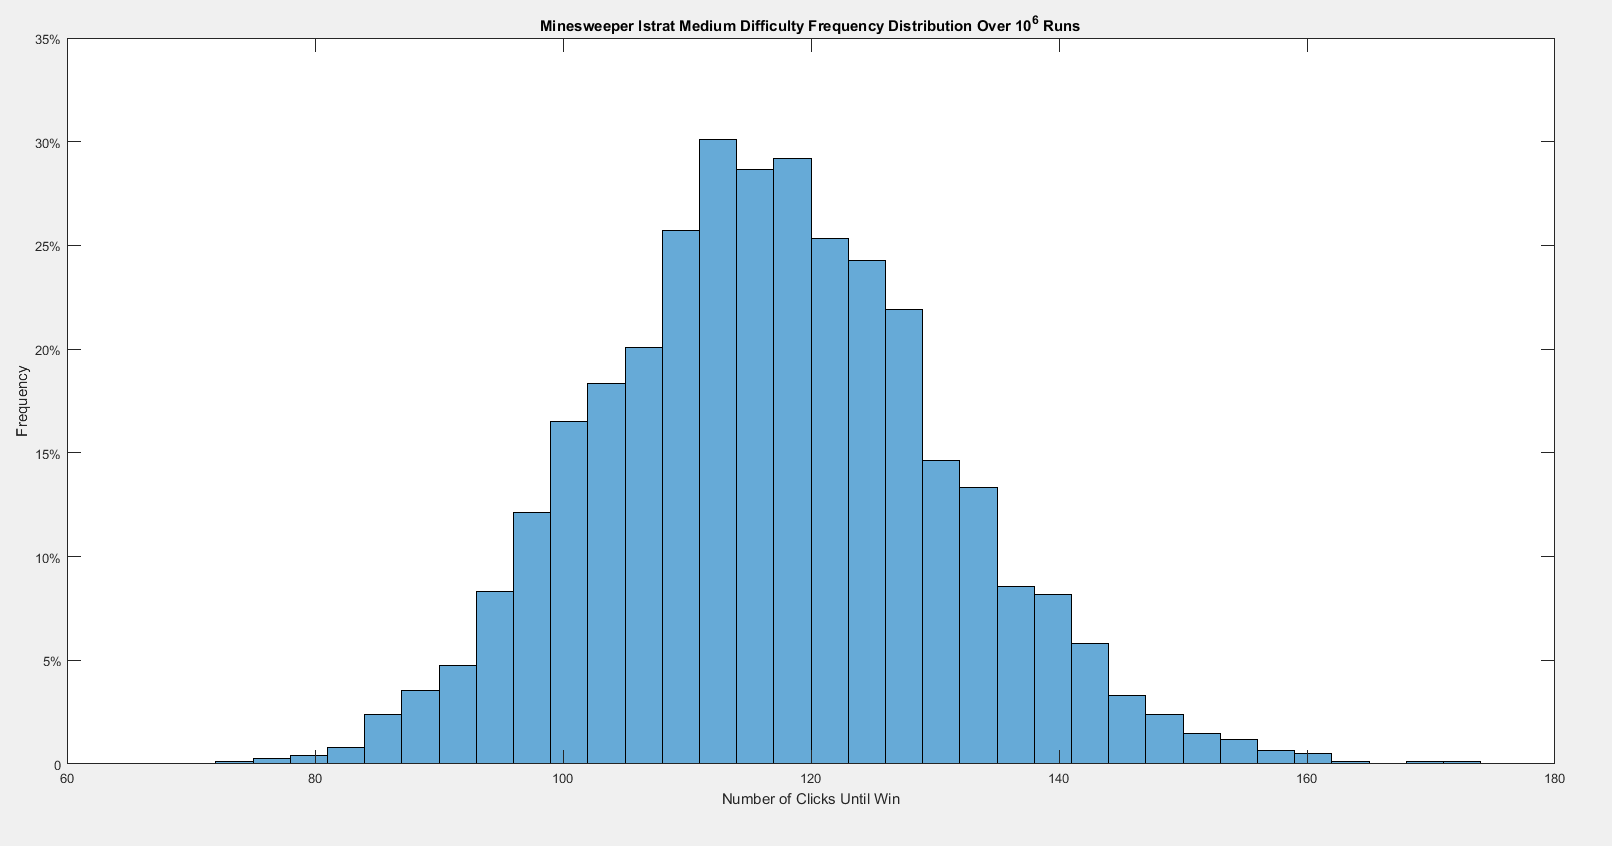 Minesweeper Istrat Medium Difficulty Frequency Distribution Over 10^6 Runs
35%
30%
25%
20%
15%
10%
5%
0
Frequency
60 80 100 120 140 160 180
Number of Clicks Until Win